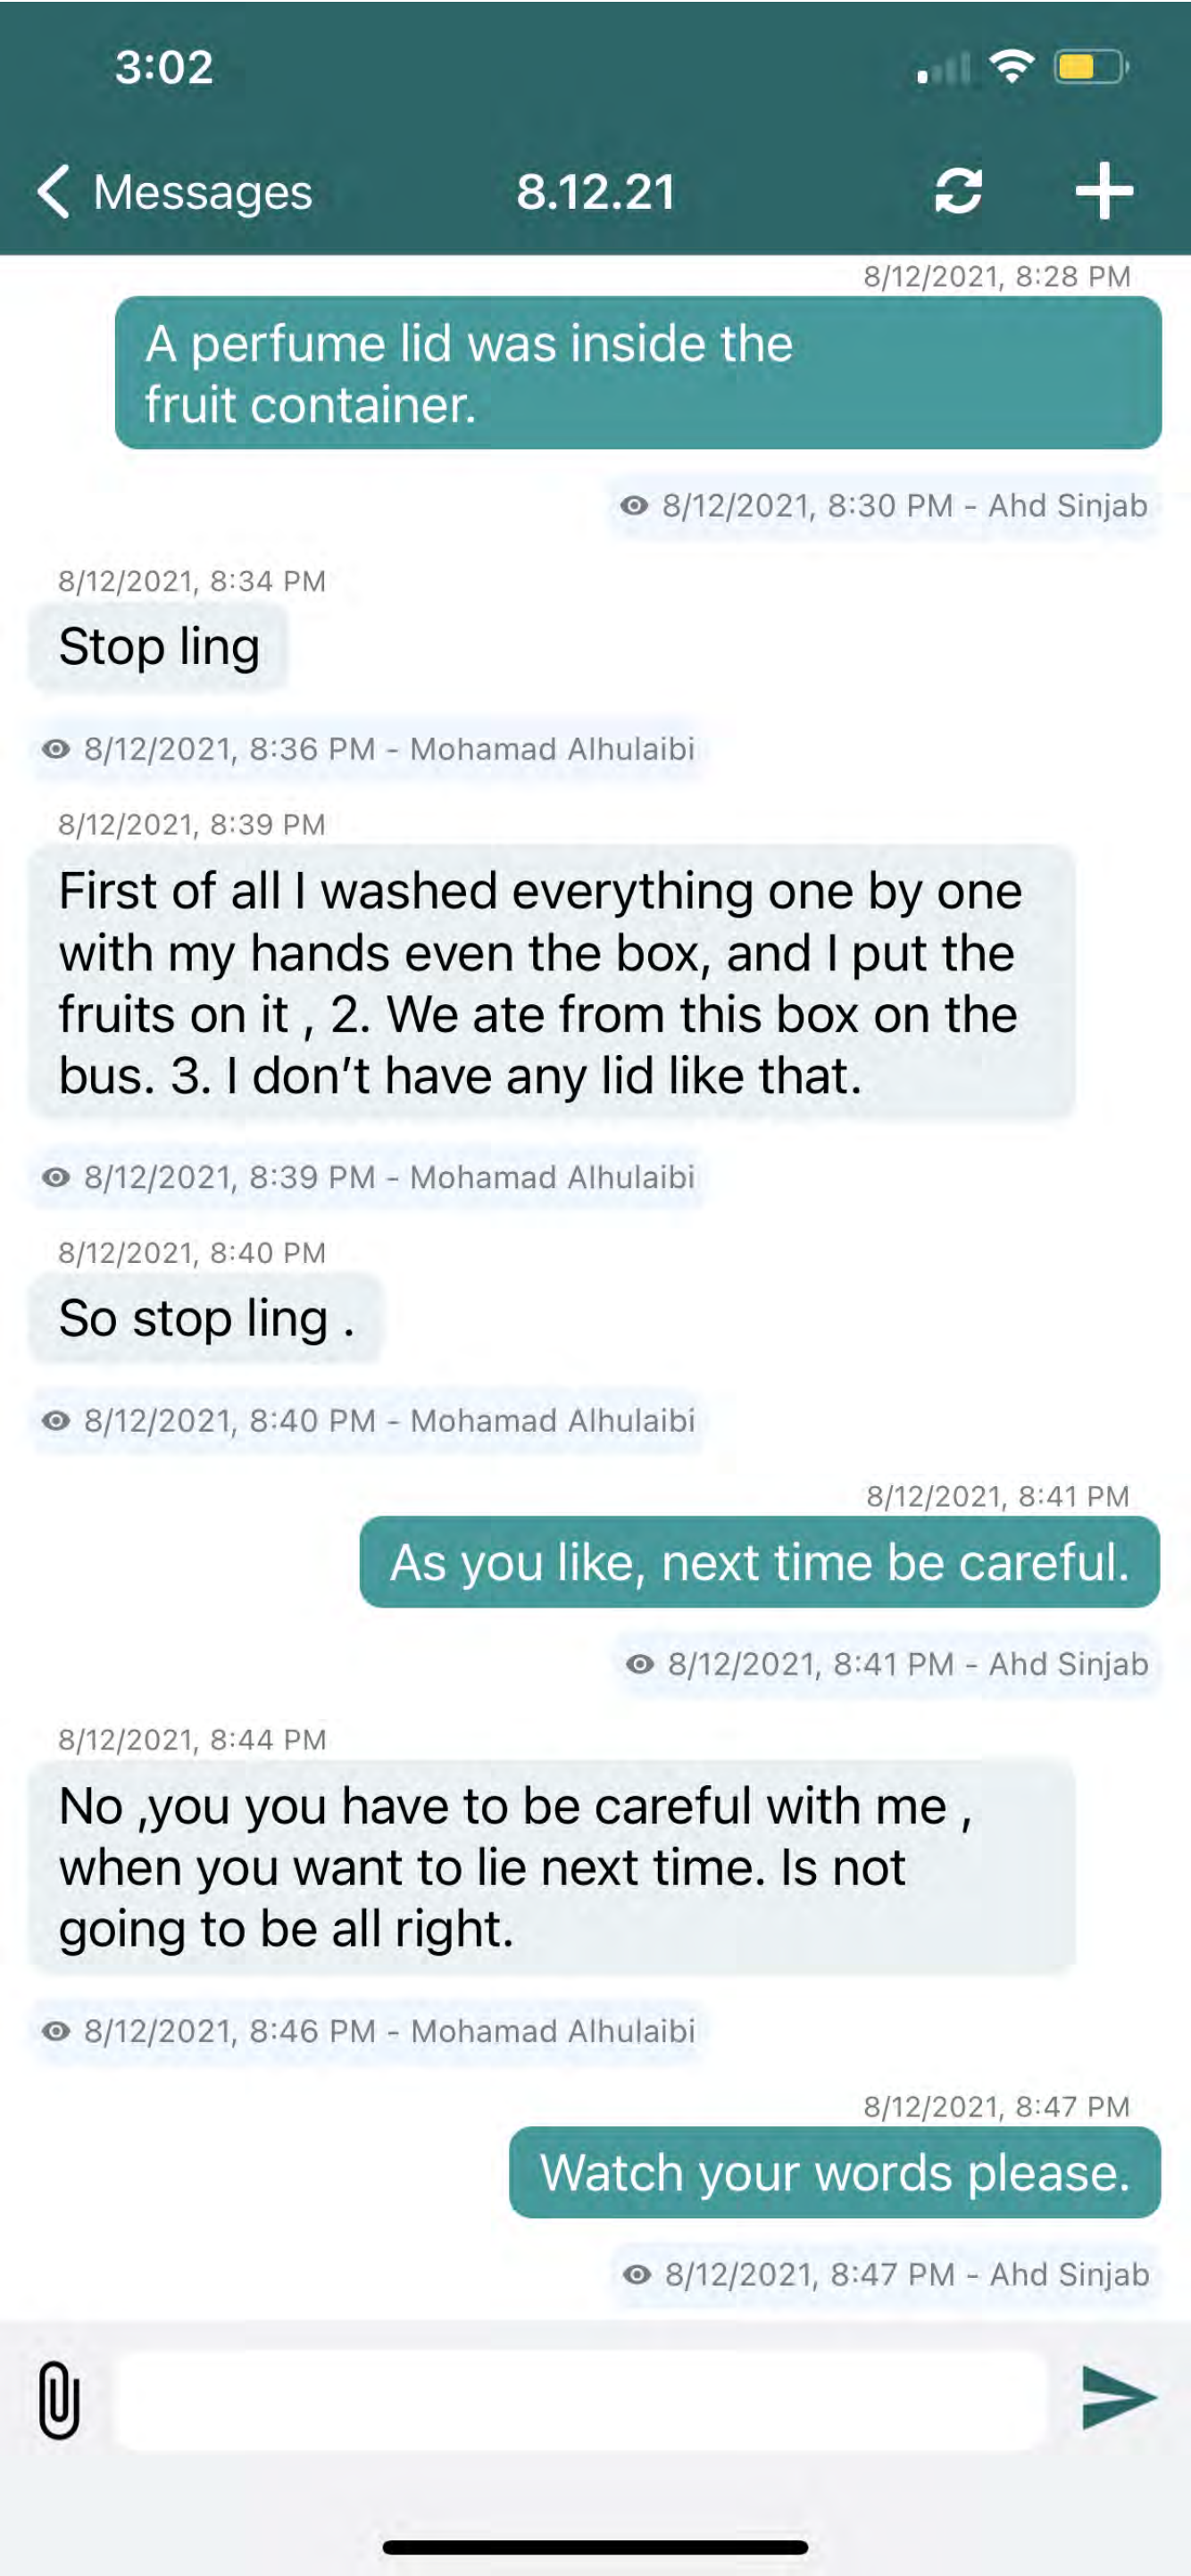 3:02
Messages 8.12.21
8/12/2021, 8:28 PM
A perfume lid was inside the
fruit container.
8/12/2021, 8:30 PM - Ahd Sinjab
8/12/2021, 8:34 PM
Stop ling
8/12/2021, 8:36 PM - Mohamad Alhulaibi
8/12/2021, 8:39 PM
First of all I washed everything one by one
with my hands even the box, and I put the
fruits on it , 2. We ate from this box on the
bus. 3. I don't have any lid like that.
8/12/2021, 8:39 PM - Mohamad Alhulaibi
8/12/2021, 8:40 PM
So stop ling .
8/12/2021, 8:40 PM - Mohamad Alhulaibi
8/12/2021, 8:41 PM
As you like, next time be careful.
8/12/2021, 8:41 PM - Ahd Sinjab
8/12/2021, 8:44 PM
No ,you you have to be careful with me ,
when you want to lie next time. Is not
going to be all right.
8/12/2021, 8:46 PM - Mohamad Alhulaibi
8/12/2021, 8:47 PM
Watch your words please.
8/12/2021, 8:47 PM - Ahd Sinjab